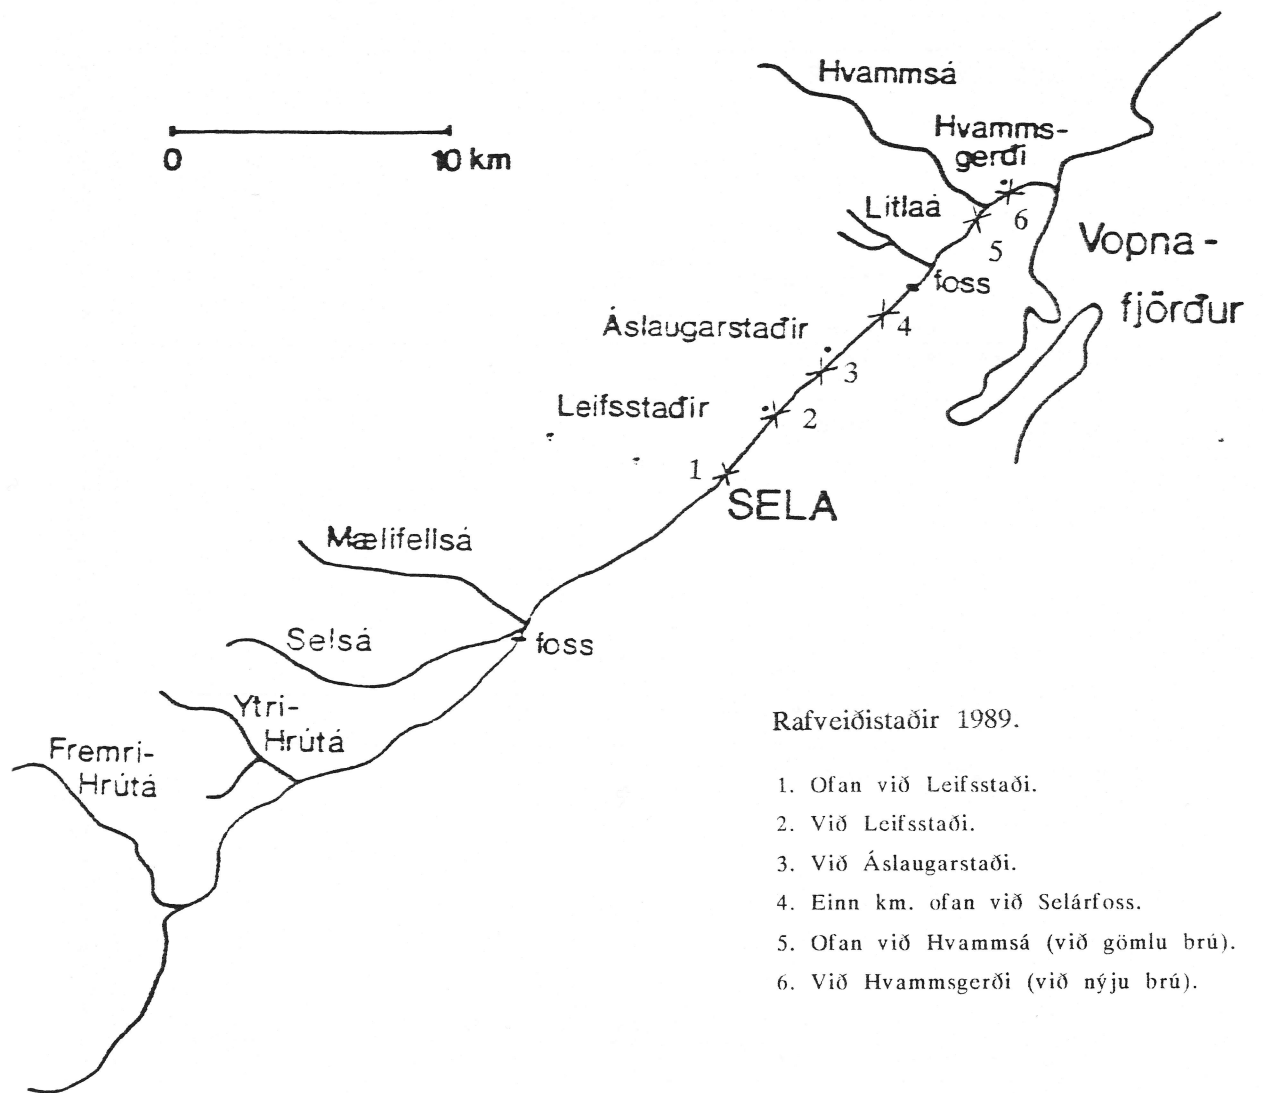 Hvammsá
Hvamms-
gerði
0
10 km
Litlaá
6
5
Vopna-
fjörður
foss
4
Áslaugarstaðir
3
Leifsstaðir
2
1
SELA
Mælifellsá
Selsá
foss
Ytri-
Hrútá
Fremri-
Hrútá
Rafveiðistaðir 1989.
1. Ofan við Leifsstaði.
2. Við Leifsstaði.
3. Við Áslaugarstaði.
4. Einn km. ofan við Selárfoss.
5. Ofan við Hvammsá (við gömlu brú).
6. Við Hvammsgerði (við nýju brú).